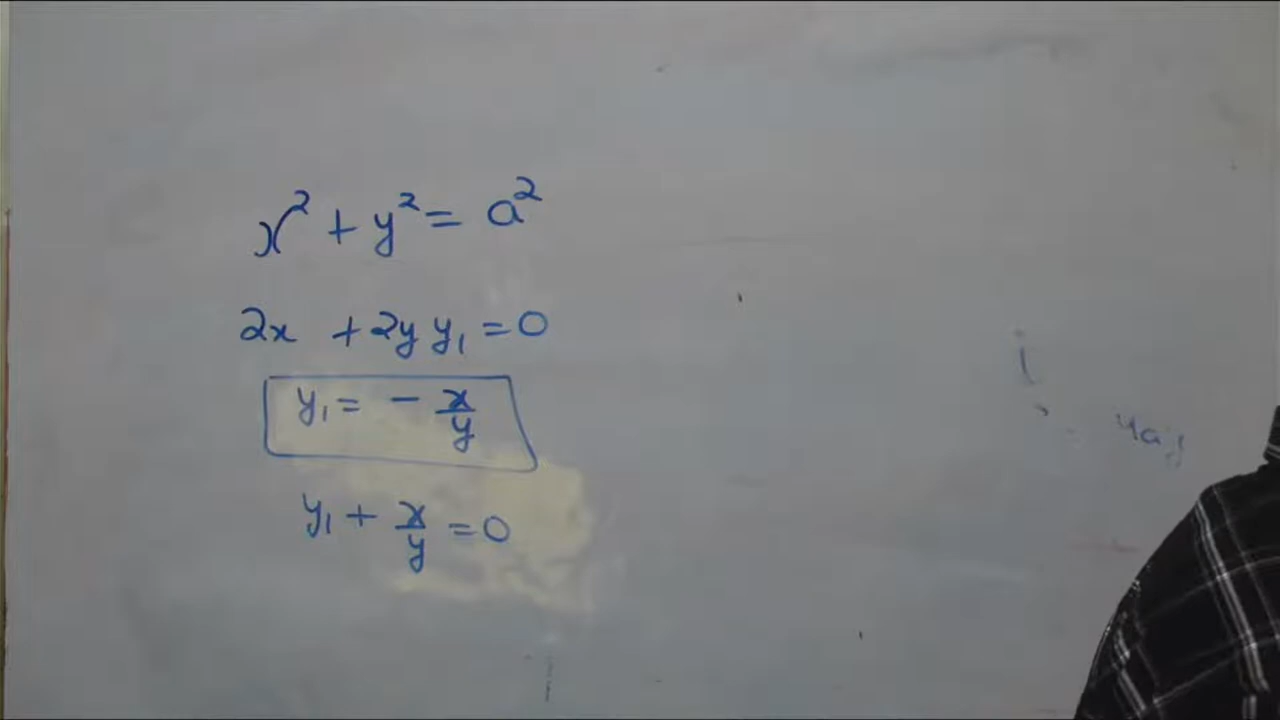 x² + y² = a²
2x + 2y y₁ = 0
y₁ = - x/y
y₁ + x/y = 0